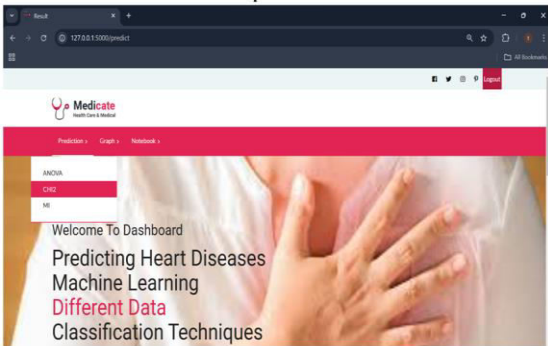 Result
127.0.0.1:5000/predict
All Bookmarks
Logout
Medicate
Health Care & Medical
Prediction
Graph
Notebook
ANOVA
CHI2
MI
Welcome To Dashboard
Predicting Heart Diseases
Machine Learning
Different Data
Classification Techniques